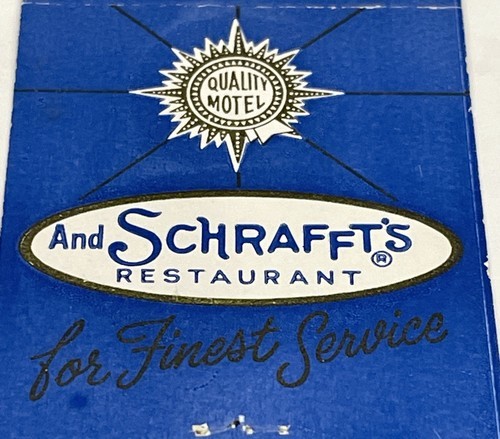 QUALITY
MOTEL
And SCHRAFFT'S ®
RESTAURANT
for Finest Service